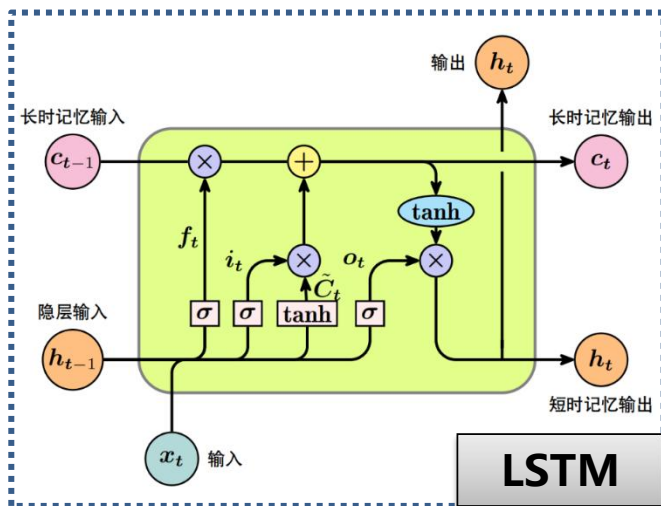 输出
h_t
长时记忆输入
长时记忆输出
c_{t-1}
×
+
c_t
tanh
f_t
i_t
×
o_t
×
C̃_t
隐层输入
σ
σ
tanh
σ
h_{t-1}
h_t
短时记忆输出
x_t
输入
LSTM